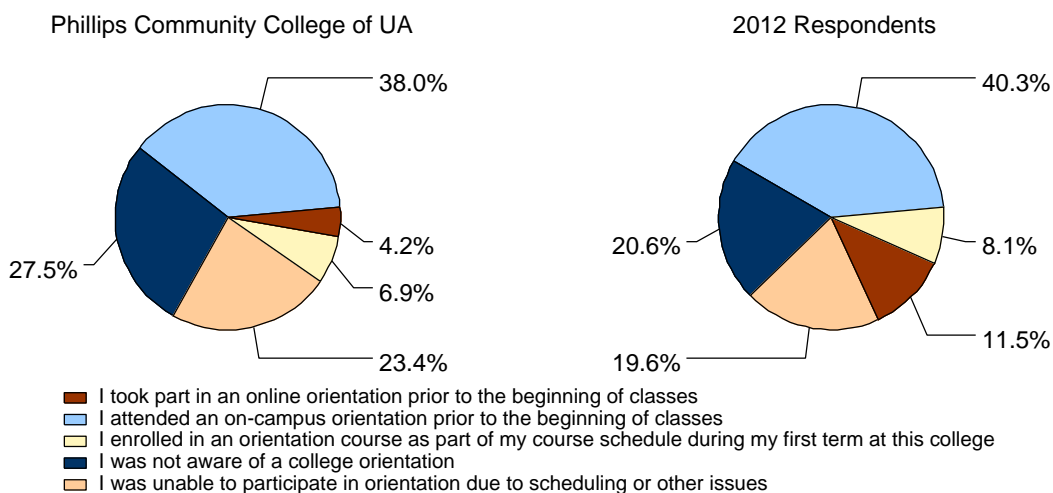 Phillips Community College of UA
38.0%
4.2%
6.9%
23.4%
27.5%
2012 Respondents
40.3%
8.1%
11.5%
19.6%
20.6%
I took part in an online orientation prior to the beginning of classes
I attended an on-campus orientation prior to the beginning of classes
I enrolled in an orientation course as part of my course schedule during my first term at this college
I was not aware of a college orientation
I was unable to participate in orientation due to scheduling or other issues